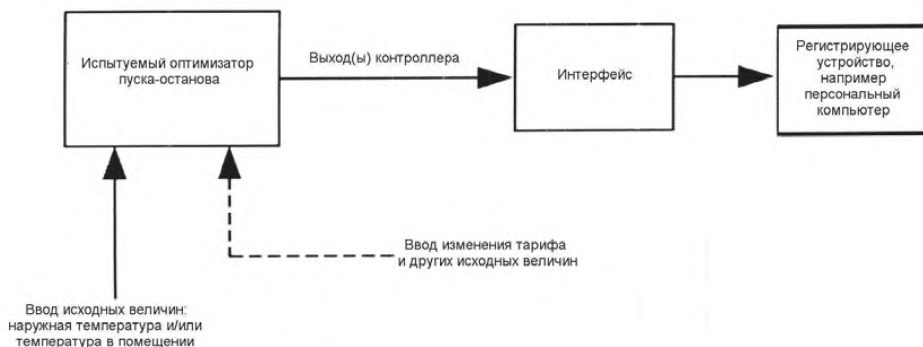 Испытуемый оптимизатор
пуска-останова
Выход(ы) контроллера
Интерфейс
Регистрирующее
устройство,
например
персональный
компьютер
Ввод изменения тарифа
и других исходных величин
Ввод исходных величин:
наружная температура и/или
температура в помещении